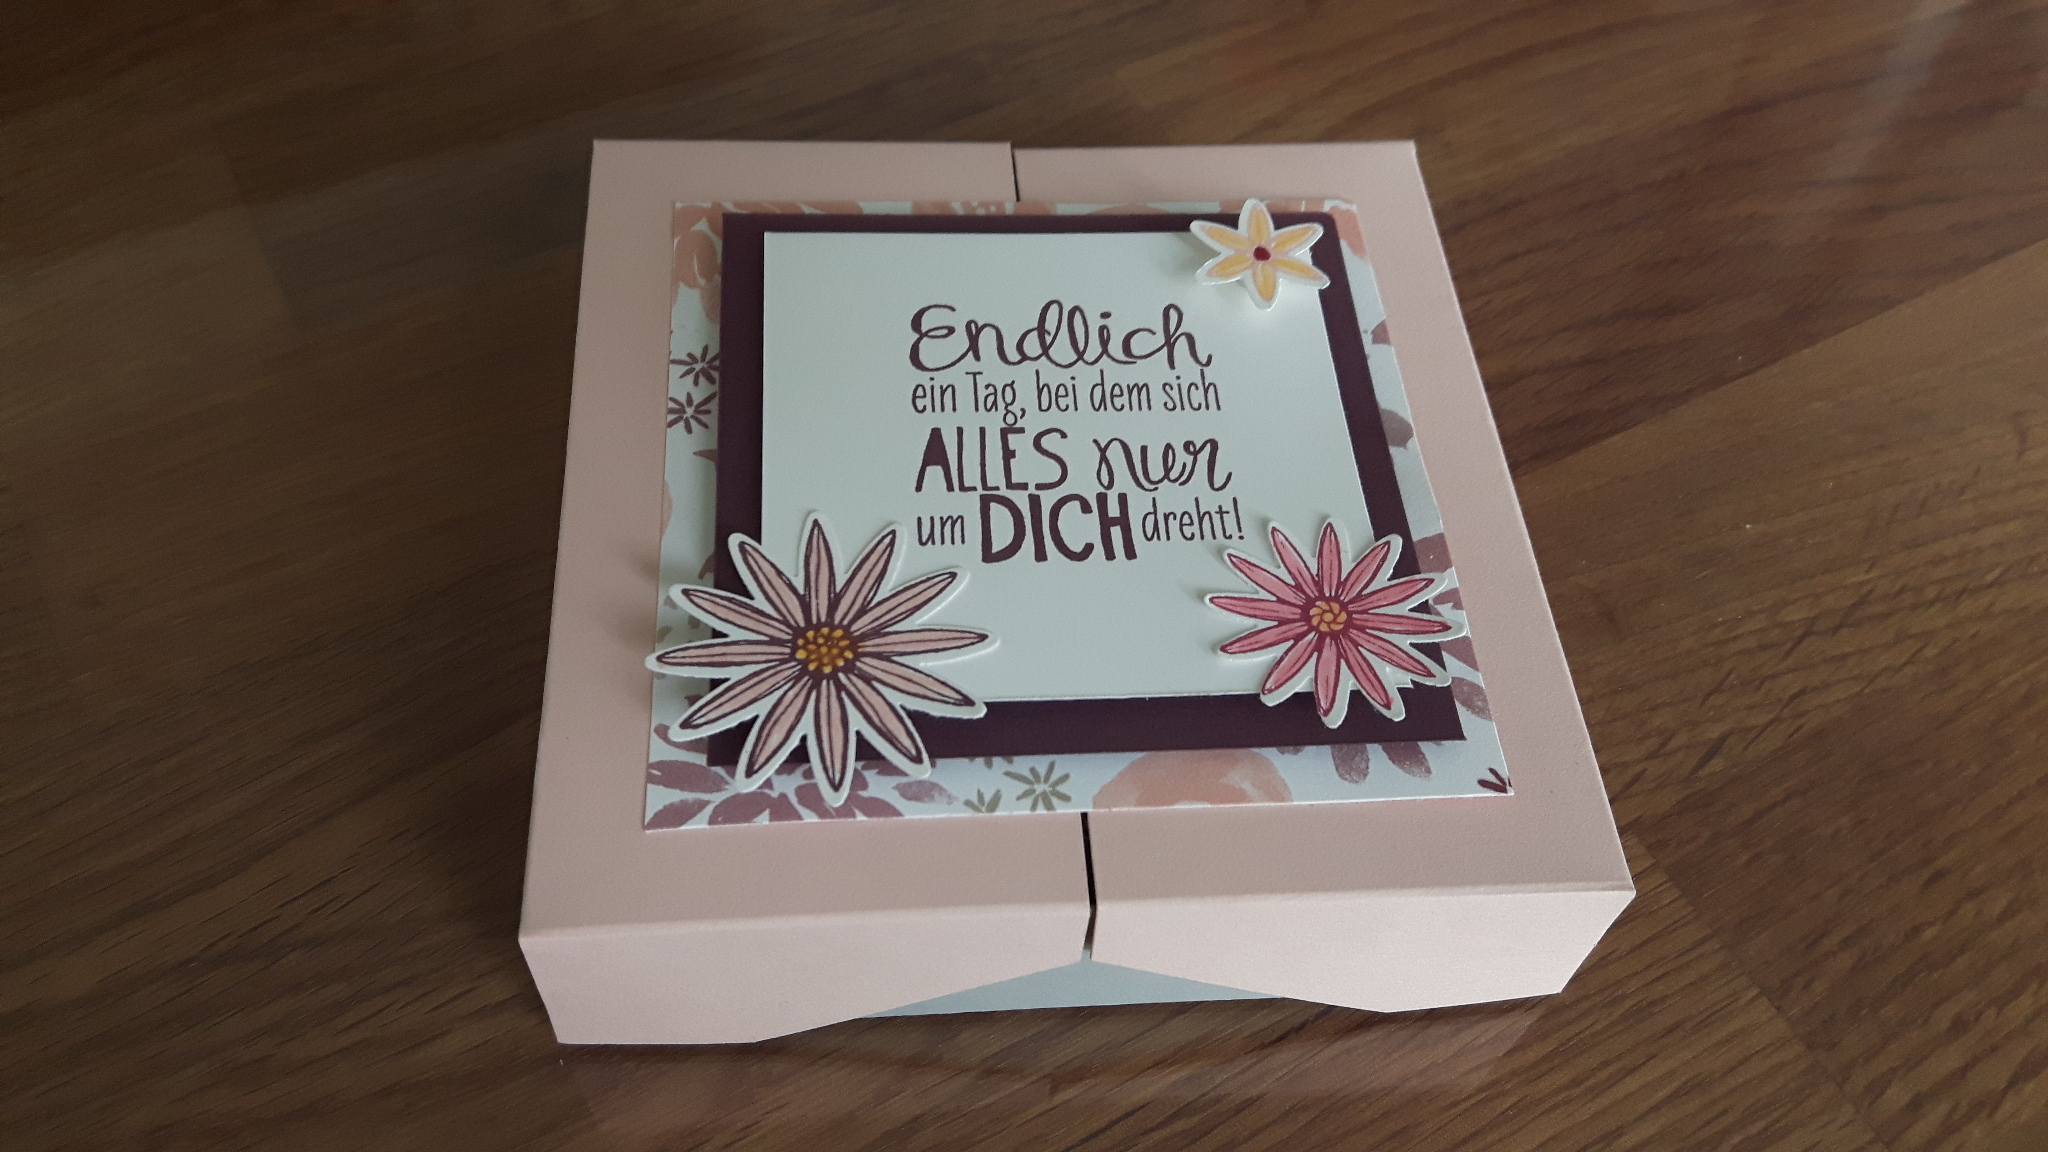 Endlich
ein Tag, bei dem sich
ALLES nur
um DICH dreht!